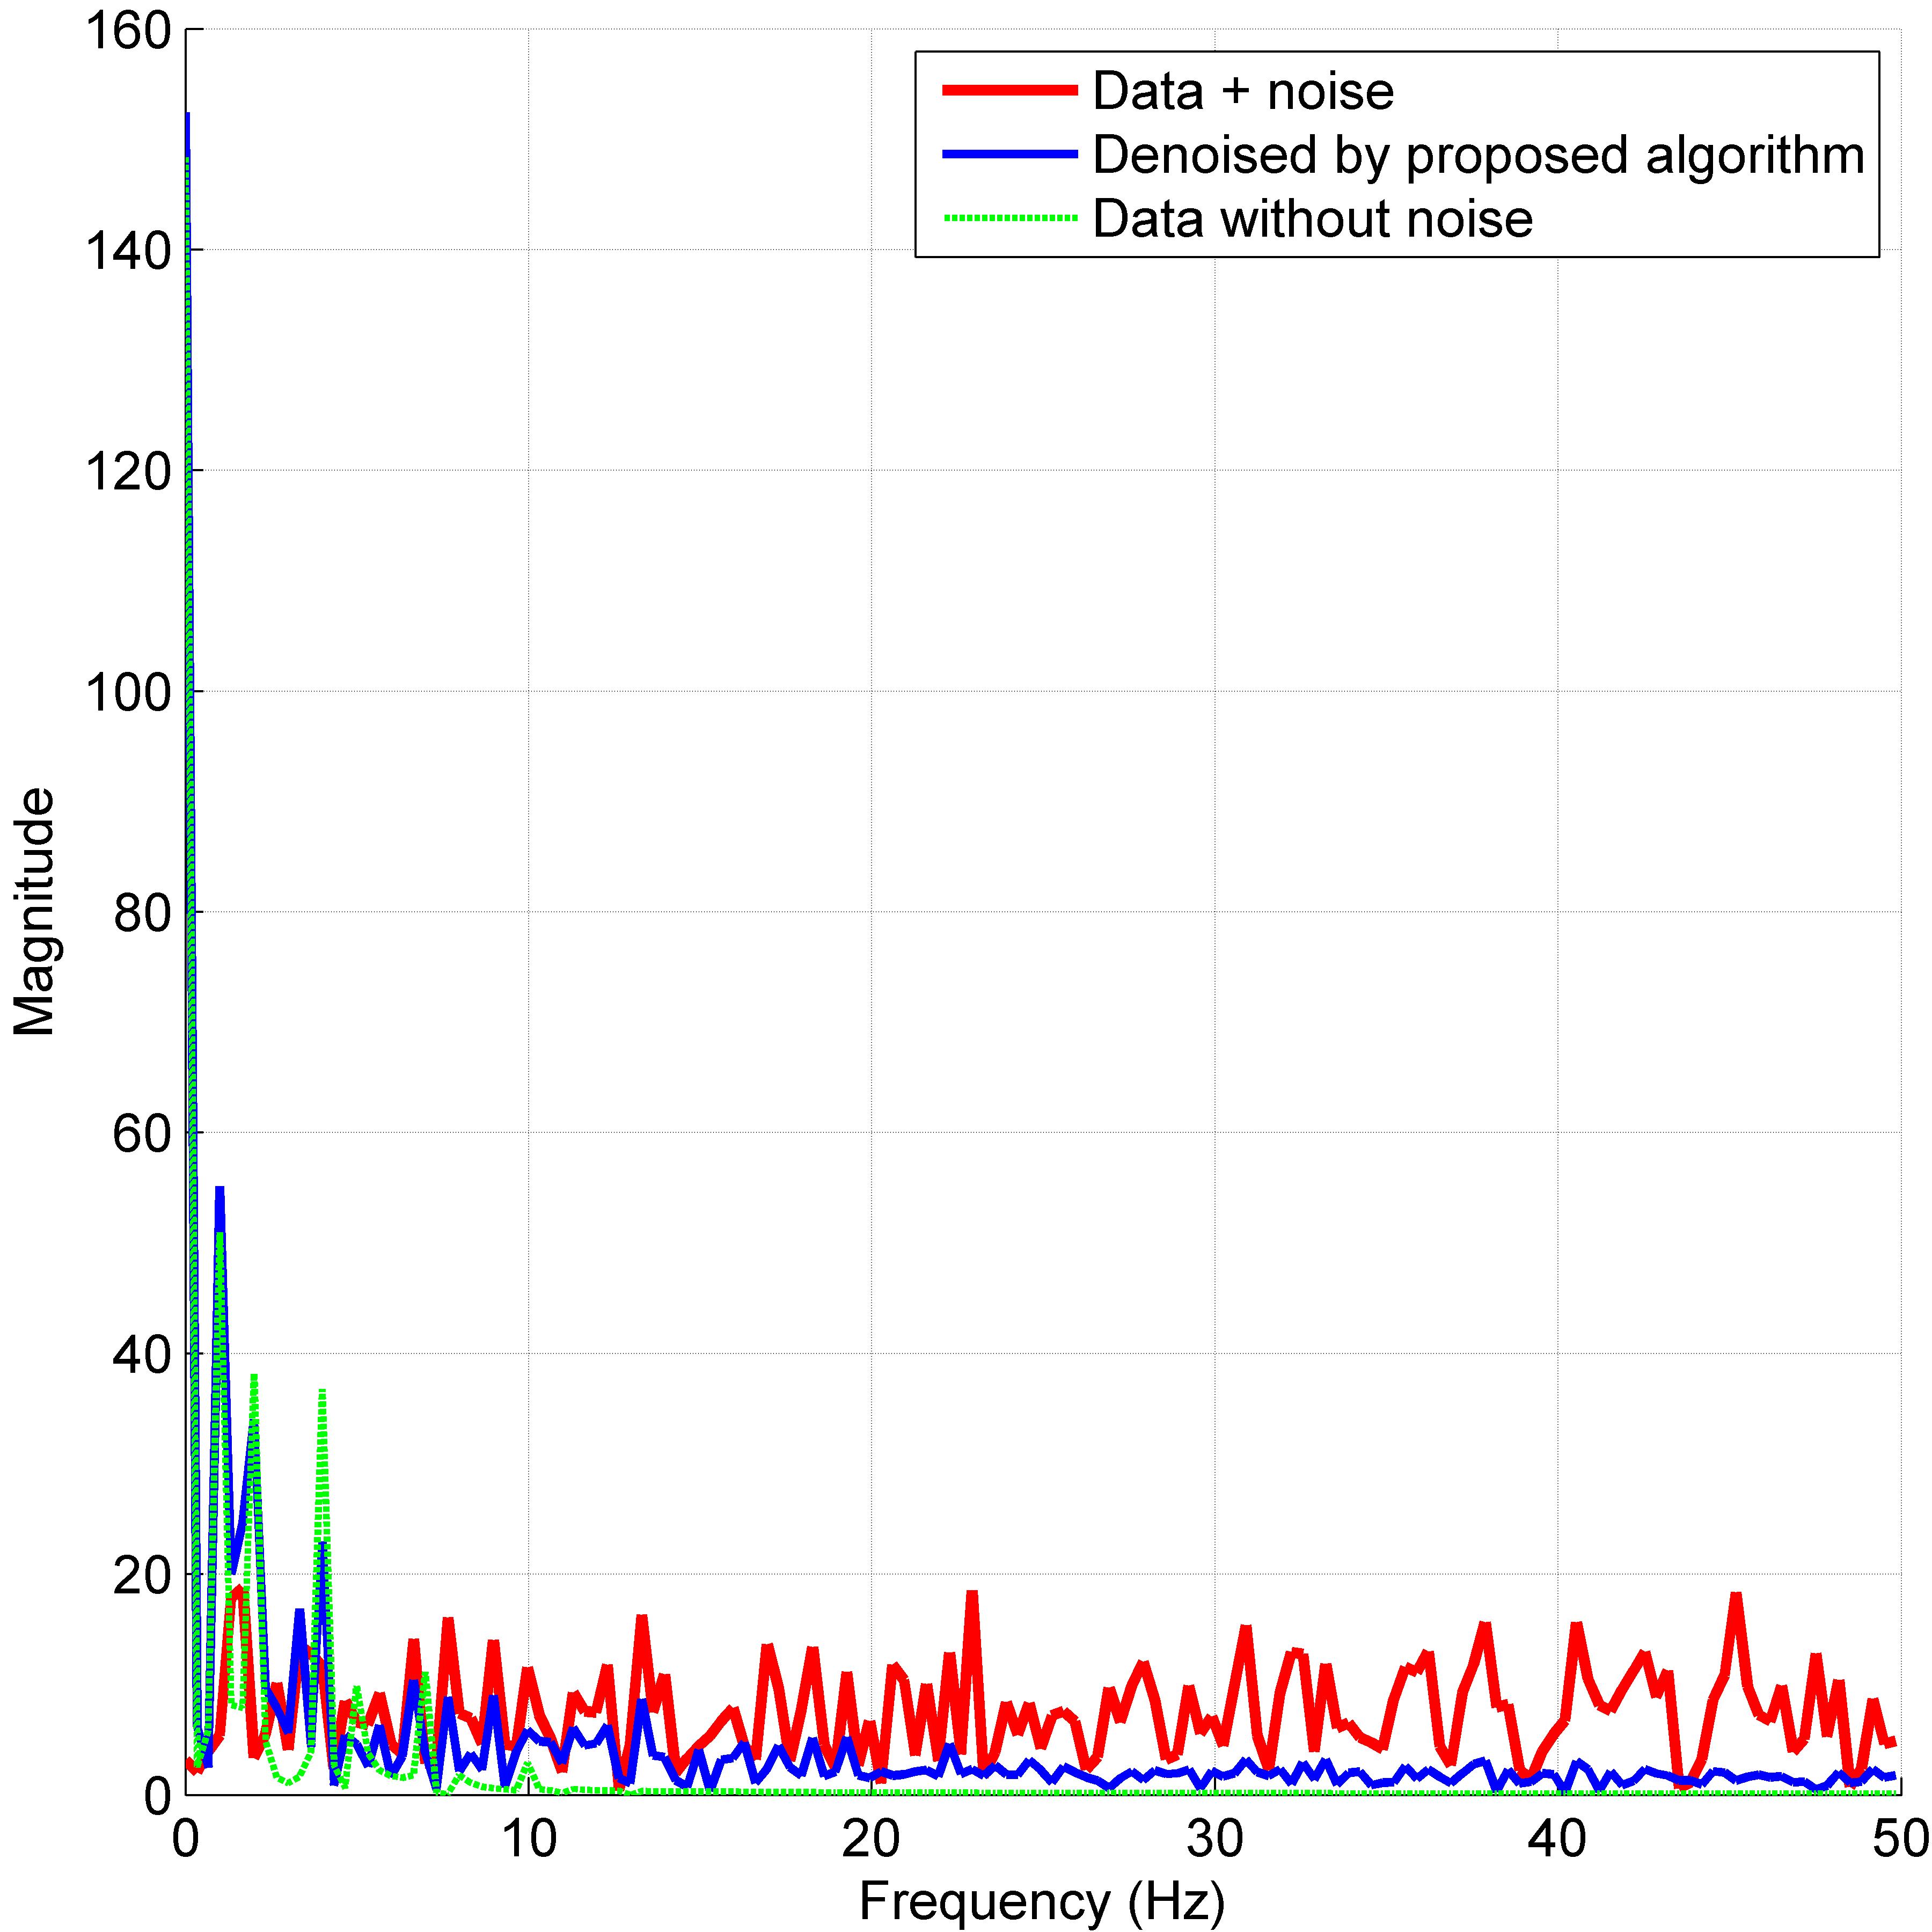 160
140
120
100
80
60
40
20
0
Magnitude
Data + noise
Denoised by proposed algorithm
Data without noise
0 10 20 30 40 50
Frequency (Hz)